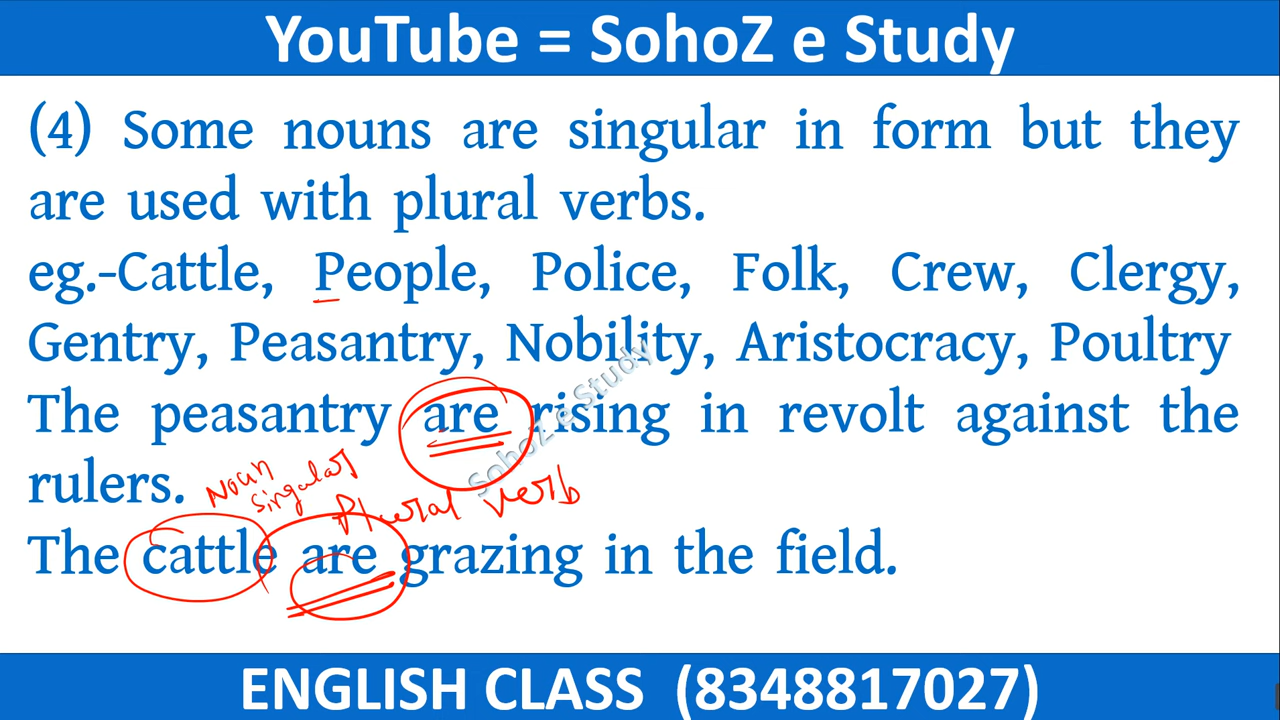 YouTube = SohoZ e Study
(4) Some nouns are singular in form but they
are used with plural verbs.
eg.-Cattle, People, Police, Folk, Crew, Clergy,
Gentry, Peasantry, Nobility, Aristocracy, Poultry
The peasantry are rising in revolt against the
SohoZ e Study
rulers.
Noun
singular
Plural verb
The cattle are grazing in the field.
ENGLISH CLASS (8348817027)